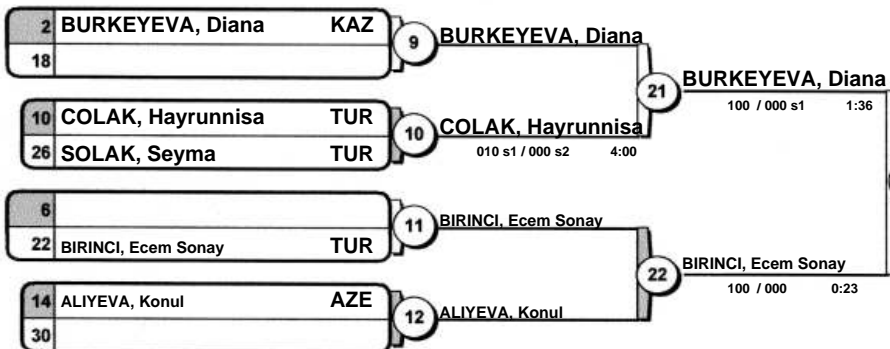 2 BURKEYEVA, Diana KAZ
18
9 BURKEYEVA, Diana
10 COLAK, Hayrunnisa TUR
26 SOLAK, Seyma TUR
10 COLAK, Hayrunnisa
010 s1 / 000 s2 4:00
21 BURKEYEVA, Diana
100 / 000 s1 1:36
6
22 BIRINCI, Ecem Sonay TUR
11 BIRINCI, Ecem Sonay
14 ALIYEVA, Konul AZE
30
12 ALIYEVA, Konul
22 BIRINCI, Ecem Sonay
100 / 000 0:23